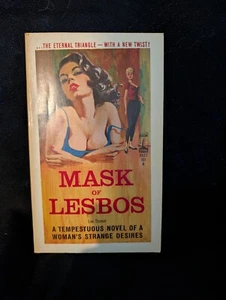 ...THE ETERNAL TRIANGLE — WITH A NEW TWIST!
MASK
OF
LESBOS
A TEMPESTUOUS NOVEL OF A
WOMAN'S STRANGE DESIRES